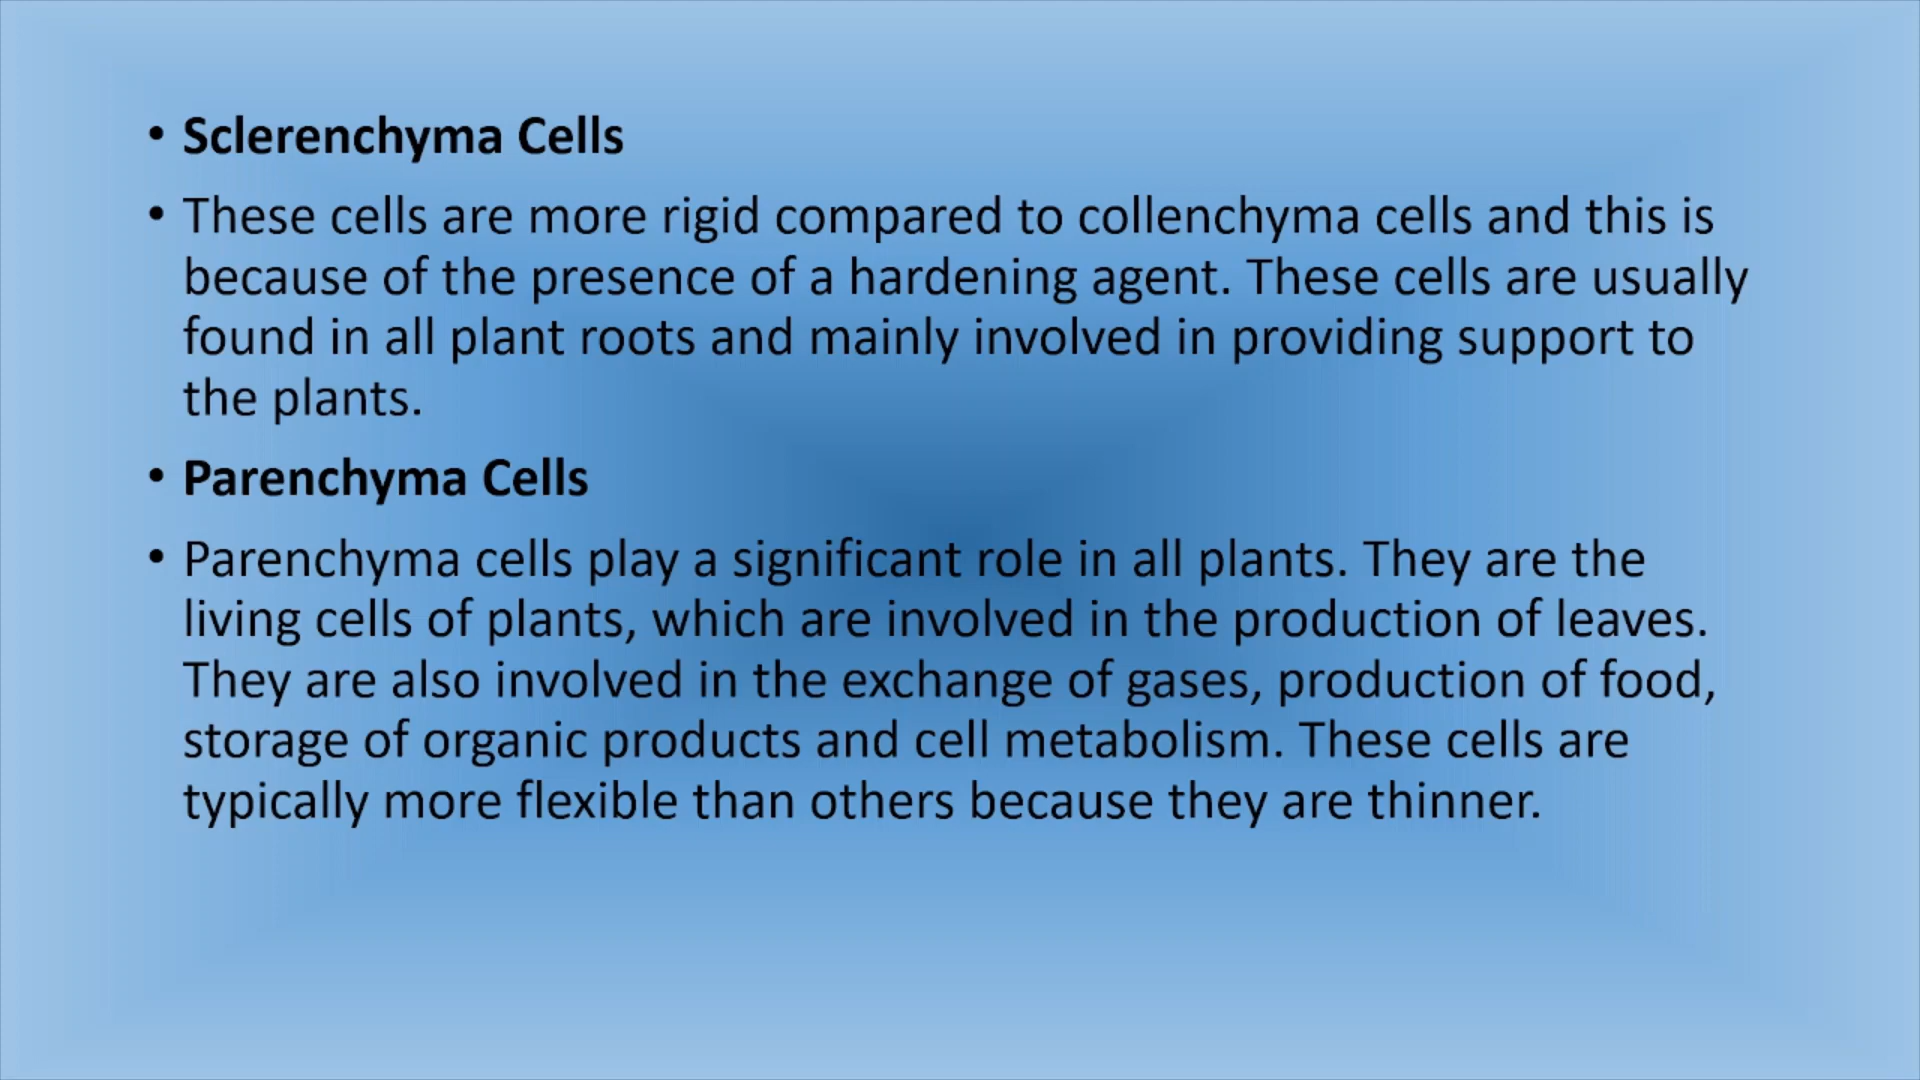 • Sclerenchyma Cells
• These cells are more rigid compared to collenchyma cells and this is
because of the presence of a hardening agent. These cells are usually
found in all plant roots and mainly involved in providing support to
the plants.
• Parenchyma Cells
• Parenchyma cells play a significant role in all plants. They are the
living cells of plants, which are involved in the production of leaves.
They are also involved in the exchange of gases, production of food,
storage of organic products and cell metabolism. These cells are
typically more flexible than others because they are thinner.